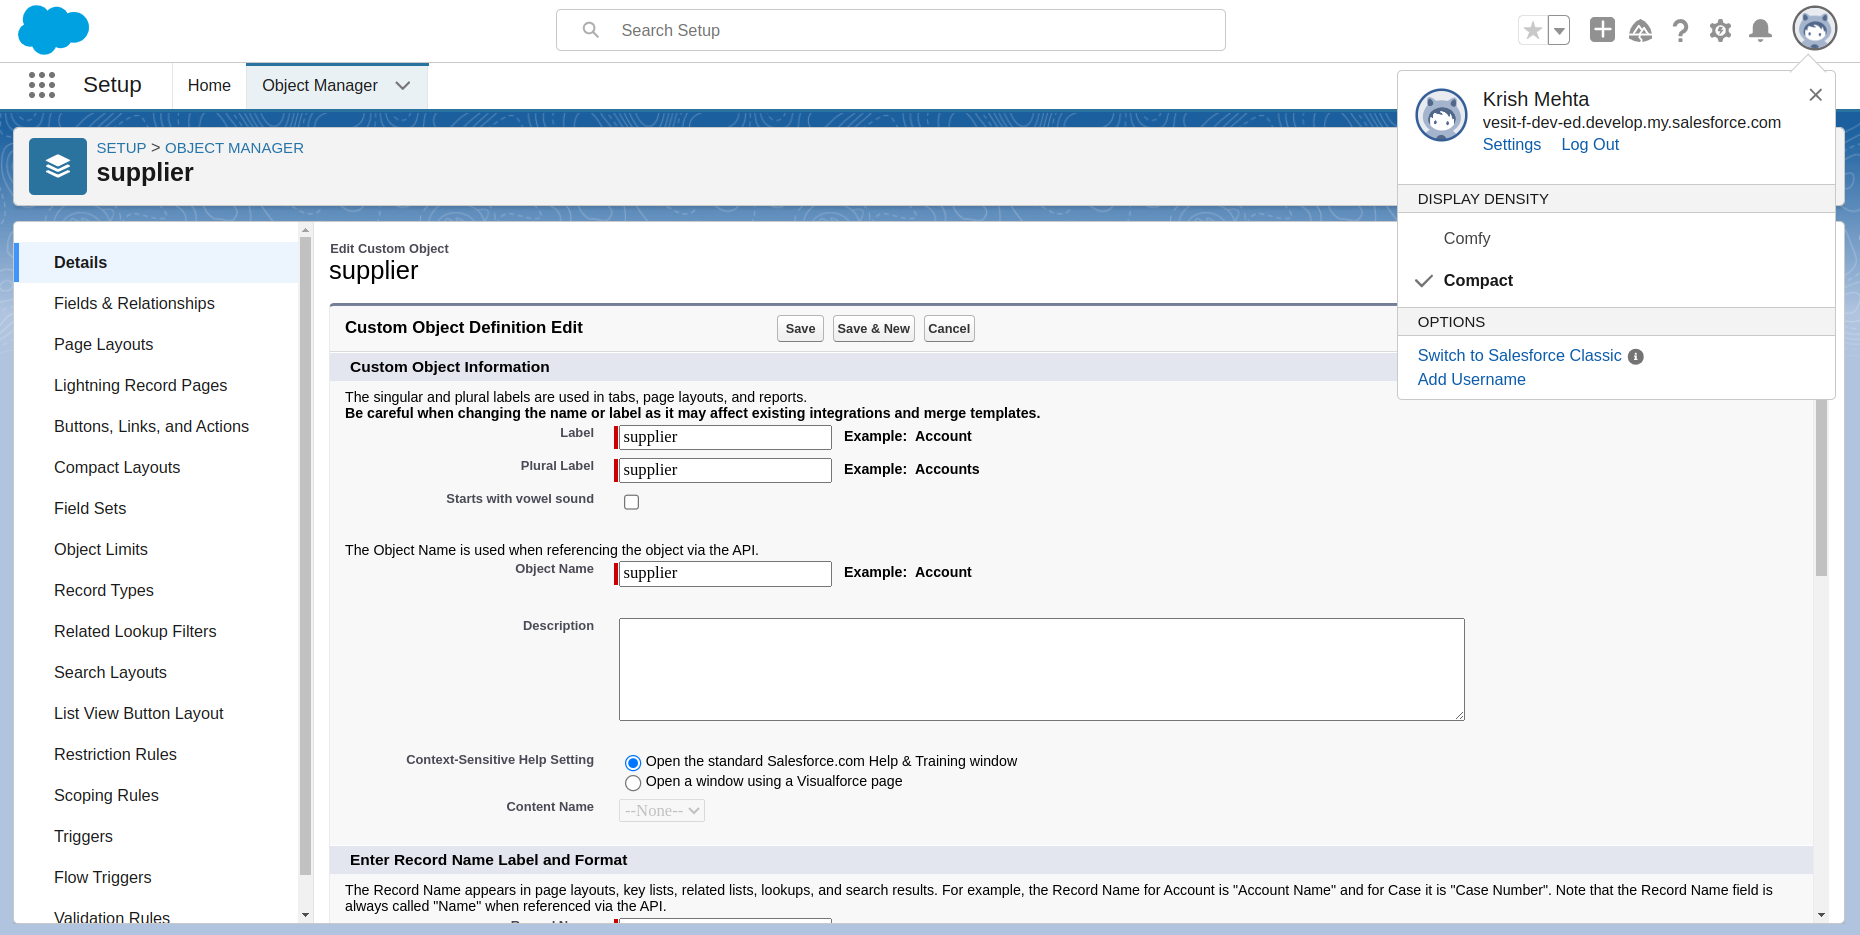 Search Setup
Setup
Home
Object Manager
SETUP > OBJECT MANAGER
supplier
Krish Mehta
vesit-f-dev-ed.develop.my.salesforce.com
Settings Log Out
DISPLAY DENSITY
Comfy
Compact
OPTIONS
Switch to Salesforce Classic
Add Username
Details
Fields & Relationships
Page Layouts
Lightning Record Pages
Buttons, Links, and Actions
Compact Layouts
Field Sets
Object Limits
Record Types
Related Lookup Filters
Search Layouts
List View Button Layout
Restriction Rules
Scoping Rules
Triggers
Flow Triggers
Validation Rules
Edit Custom Object
supplier
Custom Object Definition Edit
Save
Save & New
Cancel
Custom Object Information
The singular and plural labels are used in tabs, page layouts, and reports.
Be careful when changing the name or label as it may affect existing integrations and merge templates.
Label supplier Example: Account
Plural Label supplier Example: Accounts
Starts with vowel sound
The Object Name is used when referencing the object via the API.
Object Name supplier Example: Account
Description
Context-Sensitive Help Setting Open the standard Salesforce.com Help & Training window
Open a window using a Visualforce page
Content Name --None--
Enter Record Name Label and Format
The Record Name appears in page layouts, key lists, related lists, lookups, and search results. For example, the Record Name for Account is "Account Name" and for Case it is "Case Number". Note that the Record Name field is
always called "Name" when referenced via the API.